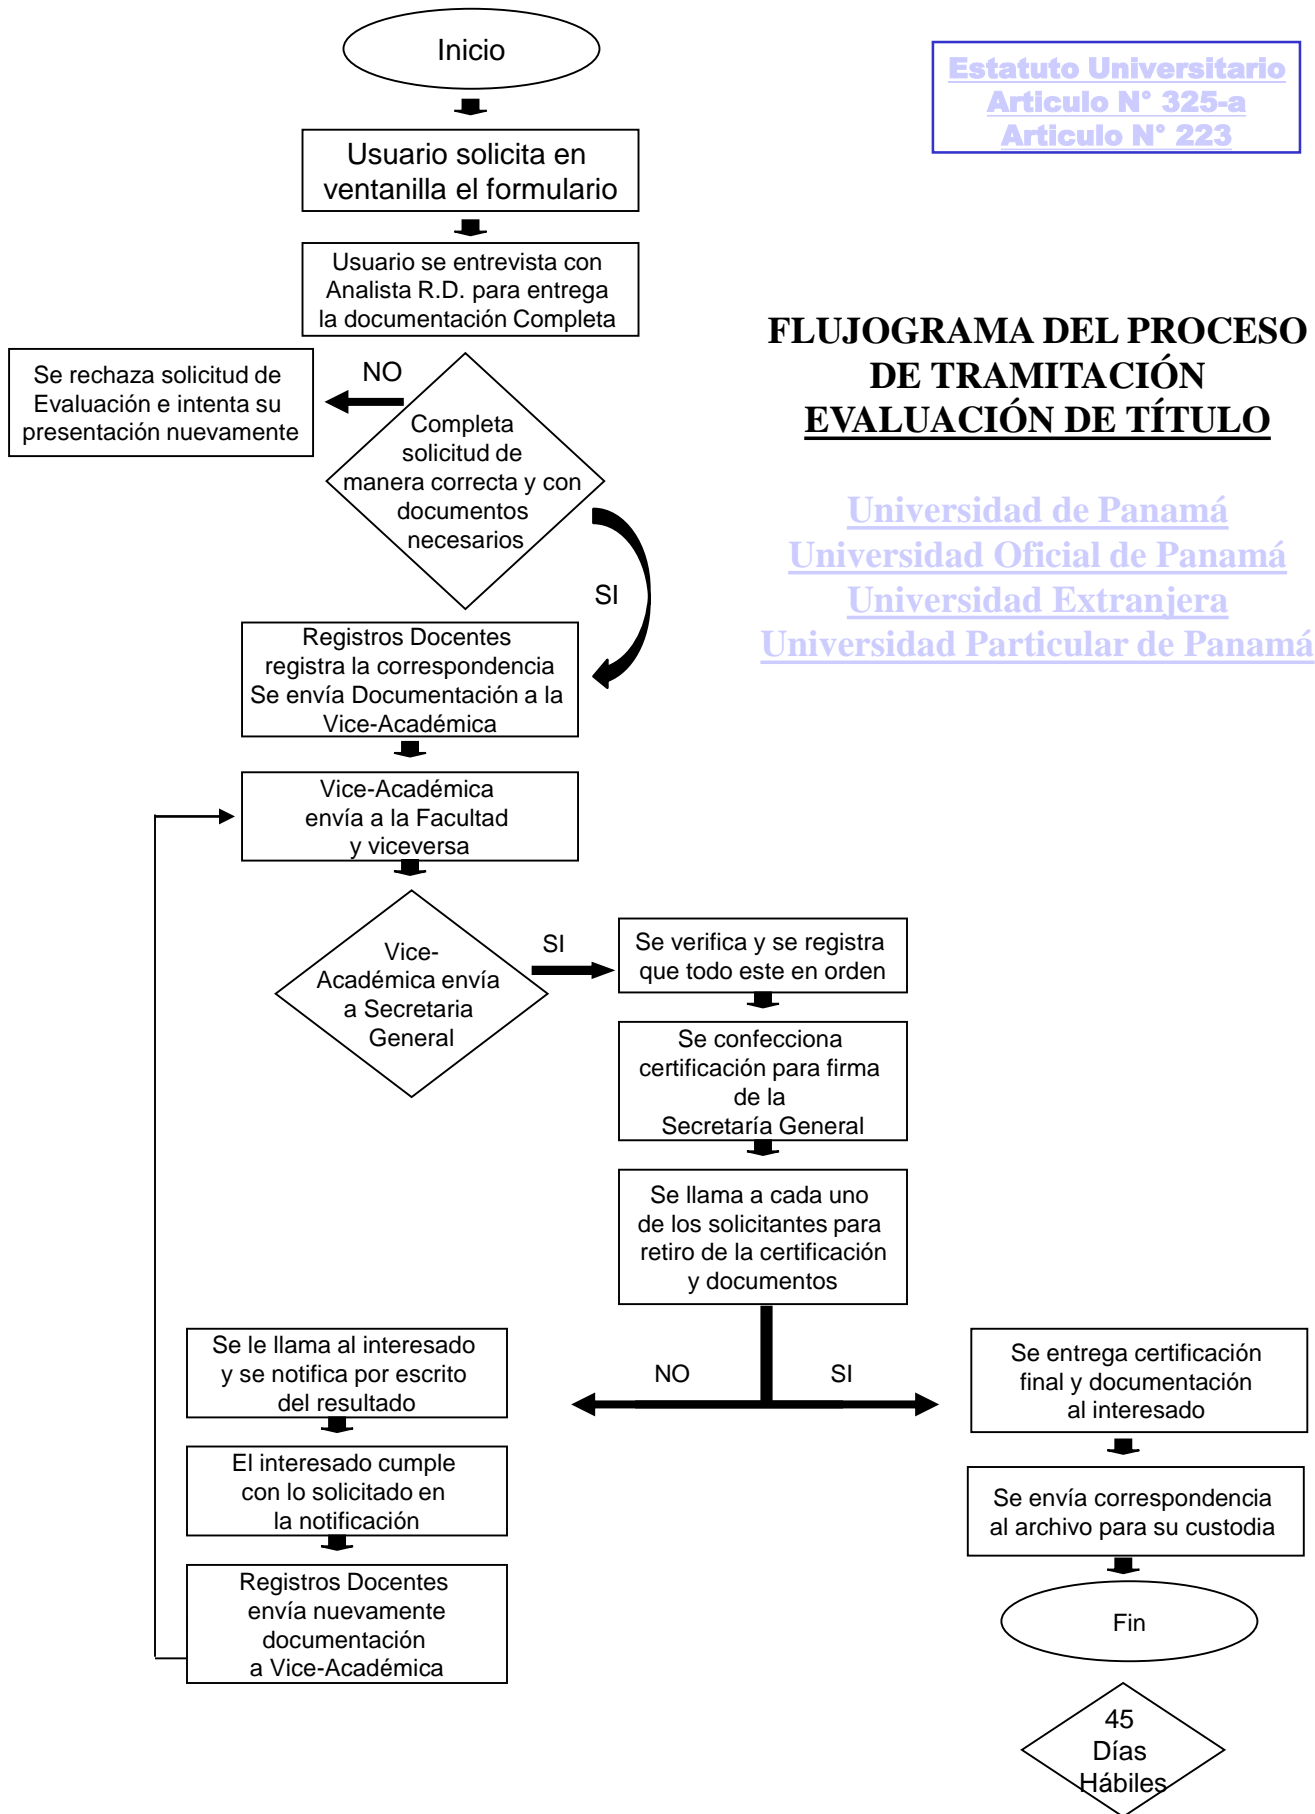 Inicio
Estatuto Universitario
Articulo N° 325-a
Articulo N° 223
Usuario solicita en
ventanilla el formulario
Usuario se entrevista con
Analista R.D. para entrega
la documentación Completa
FLUJOGRAMA DEL PROCESO
DE TRAMITACIÓN
EVALUACIÓN DE TÍTULO
Se rechaza solicitud de
Evaluación e intenta su
presentación nuevamente
NO
Completa
solicitud de
manera correcta y con
documentos
necesarios
SI
Universidad de Panamá
Universidad Oficial de Panamá
Universidad Extranjera
Universidad Particular de Panamá
Registros Docentes
registra la correspondencia
Se envía Documentación a la
Vice-Académica
Vice-Académica
envía a la Facultad
y viceversa
Vice-
Académica envía
a Secretaria
General
SI
Se verifica y se registra
que todo este en orden
Se confecciona
certificación para firma
de la
Secretaría General
Se llama a cada uno
de los solicitantes para
retiro de la certificación
y documentos
NO
SI
Se le llama al interesado
y se notifica por escrito
del resultado
El interesado cumple
con lo solicitado en
la notificación
Registros Docentes
envía nuevamente
documentación
a Vice-Académica
Se entrega certificación
final y documentación
al interesado
Se envía correspondencia
al archivo para su custodia
Fin
45
Días
Hábiles